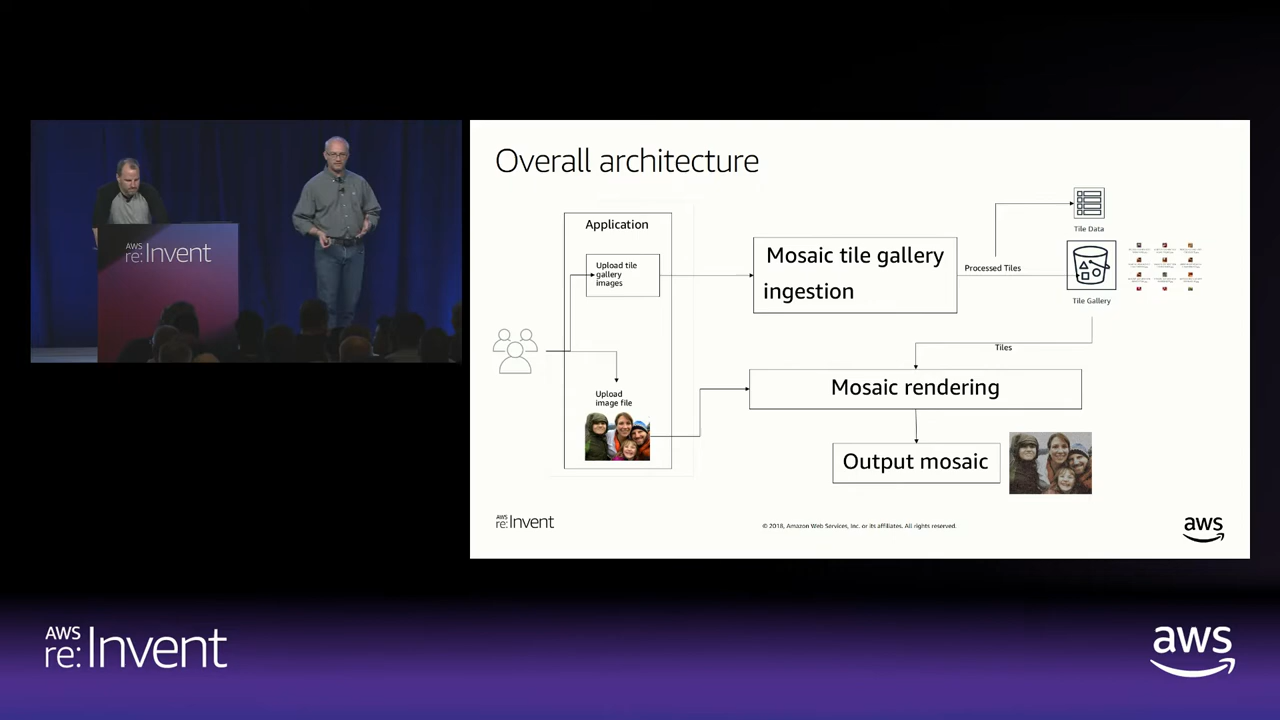 AWS
re:Invent
Overall architecture
Application
Upload tile
gallery
images
Mosaic tile gallery
ingestion
Processed Tiles
Tile Data
Tile Gallery
Tiles
Upload
image file
Mosaic rendering
Output mosaic
AWS
re:Invent
© 2018, Amazon Web Services, Inc. or its affiliates. All rights reserved.
aws
AWS
re:Invent
aws